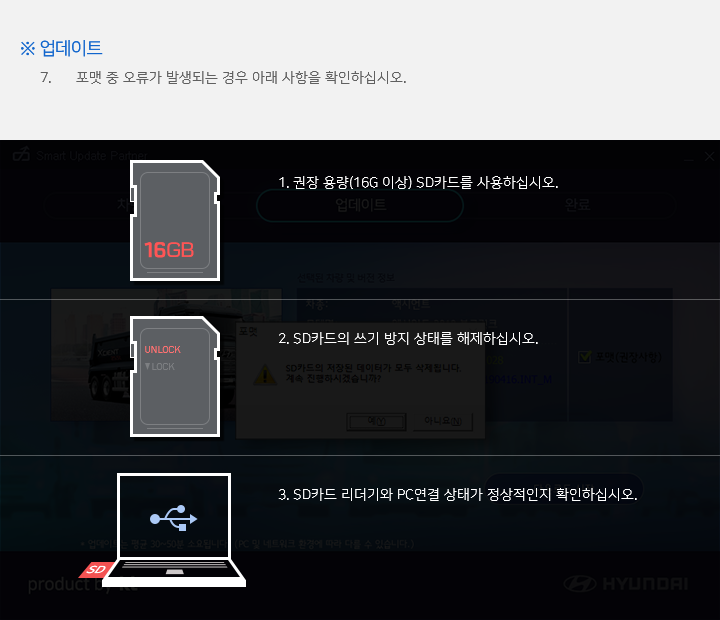 ※ 업데이트
7. 포맷 중 오류가 발생되는 경우 아래 사항을 확인하십시오.
Smart Update Pa
1. 권장 용량(16G 이상) SD카드를 사용하십시오.
업데이트
완료
16GB
2. SD카드의 쓰기 방지 상태를 해제하십시오.
포맷
UNLOCK
▼LOCK
포맷(권장사항)
SD카드의 저장된 데이터가 모두 삭제됩니다.
계속 진행하시겠습니까?
예(Y)
아니요(N)
3. SD카드 리더기와 PC연결 상태가 정상적인지 확인하십시오.
SD
product by kt
HYUNDAI